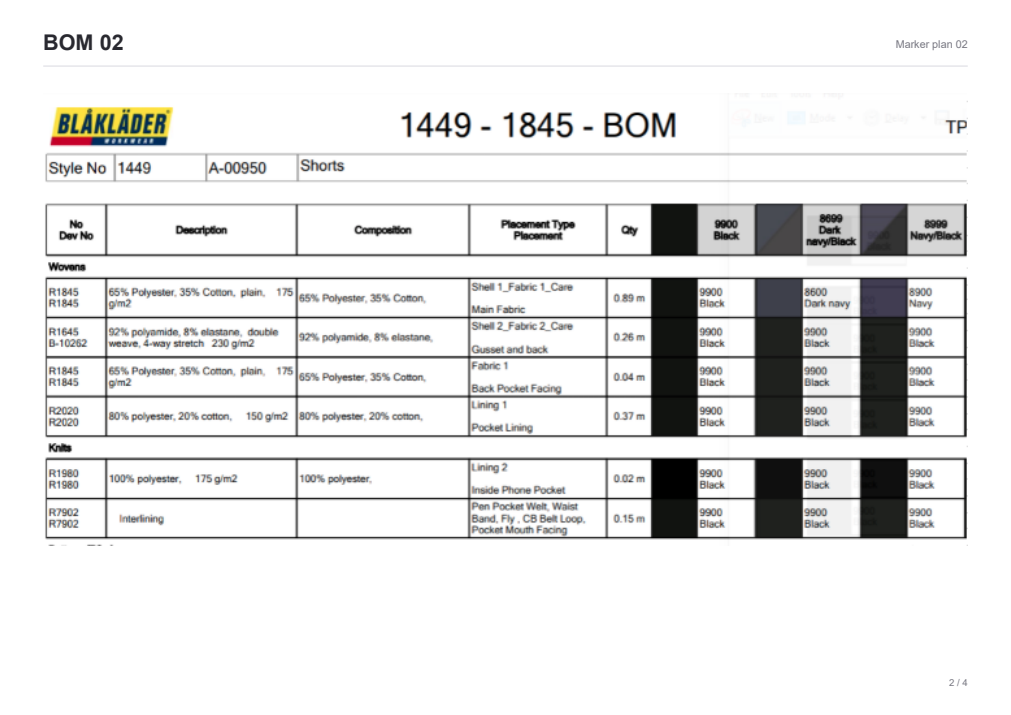 BOM 02
Marker plan 02
BLÅKLÄDER
WORKWEAR
1449 - 1845 - BOM
TP
Style No 1449 A-00950 Shorts
No
Dev No
Description
Composition
Placement Type
Placement
Qty
9900
Black
8699
Dark
navy/Black
8999
Navy/Black
Wovens
R1845
R1845
65% Polyester, 35% Cotton, plain, 175
g/m2
65% Polyester, 35% Cotton,
Shell 1_Fabric 1_Care
Main Fabric
0.89 m
9900
Black
8600
Dark navy
8900
Navy
R1645
B-10262
92% polyamide, 8% elastane, double
weave, 4-way stretch 230 g/m2
92% polyamide, 8% elastane,
Shell 2_Fabric 2_Care
Gusset and back
0.26 m
9900
Black
9900
Black
9900
Black
R1845
R1845
65% Polyester, 35% Cotton, plain, 175
g/m2
65% Polyester, 35% Cotton,
Fabric 1
Back Pocket Facing
0.04 m
9900
Black
9900
Black
9900
Black
R2020
R2020
80% polyester, 20% cotton, 150 g/m2
80% polyester, 20% cotton,
Lining 1
Pocket Lining
0.37 m
9900
Black
9900
Black
9900
Black
Knits
R1980
R1980
100% polyester, 175 g/m2
100% polyester,
Lining 2
Inside Phone Pocket
0.02 m
9900
Black
9900
Black
9900
Black
R7902
R7902
Interlining
Pen Pocket Welt, Waist
Band, Fly , CB Belt Loop,
Pocket Mouth Facing
0.15 m
9900
Black
9900
Black
9900
Black
2 / 4